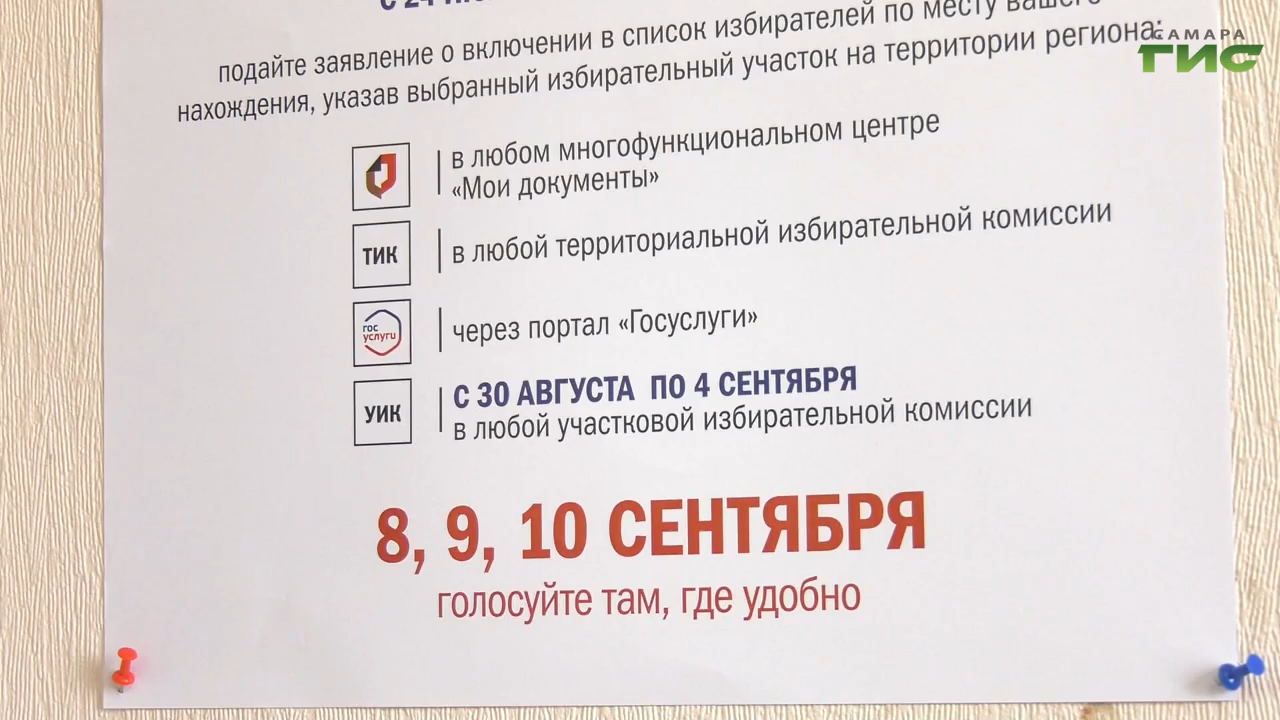 С 24
подайте заявление о включении в список избирателей по месту вашего
нахождения, указав выбранный избирательный участок на территории региона:
САМАРА
ГИС
в любом многофункциональном центре
«Мои документы»
ТИК
в любой территориальной избирательной комиссии
гос
услуги
через портал «Госуслуги»
С 30 АВГУСТА ПО 4 СЕНТЯБРЯ
УИК
в любой участковой избирательной комиссии
8, 9, 10 СЕНТЯБРЯ
голосуйте там, где удобно